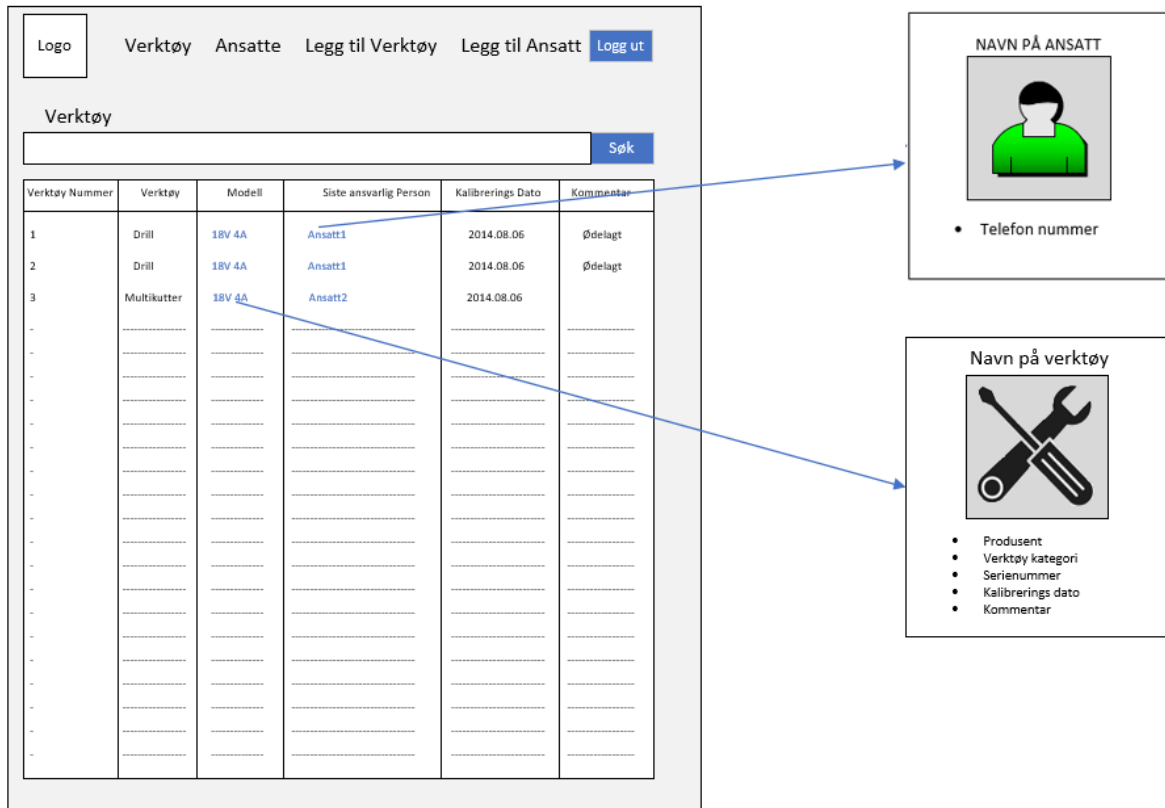 Logo
Verktøy Ansatte Legg til Verktøy Legg til Ansatt Logg ut
Verktøy
Søk
Verktøy Nummer Verktøy Modell Siste ansvarlig Person Kalibrerings Dato Kommentar
1 Drill 18V 4A Ansatt1 2014.08.06 Ødelagt
2 Drill 18V 4A Ansatt1 2014.08.06 Ødelagt
3 Multikutter 18V 4A Ansatt2 2014.08.06
NAVN PÅ ANSATT
• Telefon nummer
Navn på verktøy
• Produsent
• Verktøy kategori
• Serienummer
• Kalibrerings dato
• Kommentar